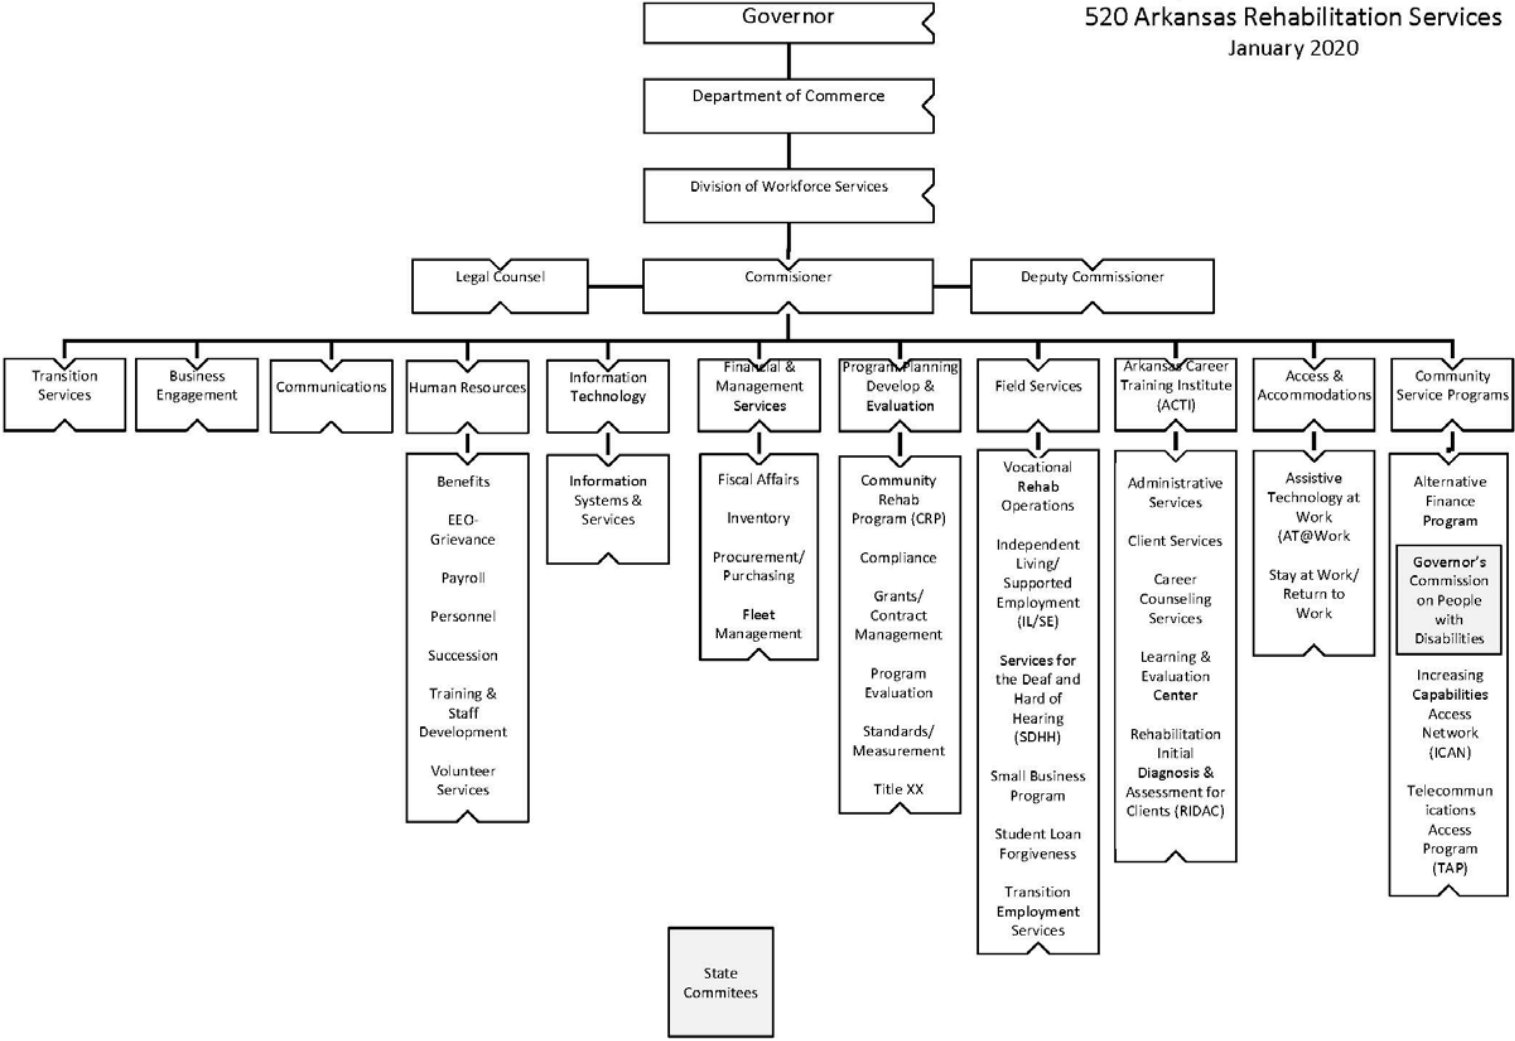 520 Arkansas Rehabilitation Services
January 2020
Governor
Department of Commerce
Division of Workforce Services
Legal Counsel
Commisioner
Deputy Commissioner
Transition
Services
Business
Engagement
Communications
Human Resources
Information
Technology
Financial &
Management
Services
Program Planning
Develop &
Evaluation
Field Services
Arkansas Career
Training Institute
(ACTI)
Access &
Accommodations
Community
Service Programs
Benefits
EEO-
Grievance
Payroll
Personnel
Succession
Training &
Staff
Development
Volunteer
Services
Information
Systems &
Services
Fiscal Affairs
Inventory
Procurement/
Purchasing
Fleet
Management
Community
Rehab
Program (CRP)
Compliance
Grants/
Contract
Management
Program
Evaluation
Standards/
Measurement
Title XX
Vocational
Rehab
Operations
Independent
Living/
Supported
Employment
(IL/SE)
Services for
the Deaf and
Hard of
Hearing
(SDHH)
Small Business
Program
Student Loan
Forgiveness
Transition
Employment
Services
Administrative
Services
Client Services
Career
Counseling
Services
Learning &
Evaluation
Center
Rehabilitation
Initial
Diagnosis &
Assessment for
Clients (RIDAC)
Assistive
Technology at
Work
(AT@Work
Stay at Work/
Return to
Work
Alternative
Finance
Program
Governor's
Commission
on People
with
Disabilities
Increasing
Capabilities
Access
Network
(ICAN)
Telecommun
ications
Access
Program
(TAP)
State
Commitees